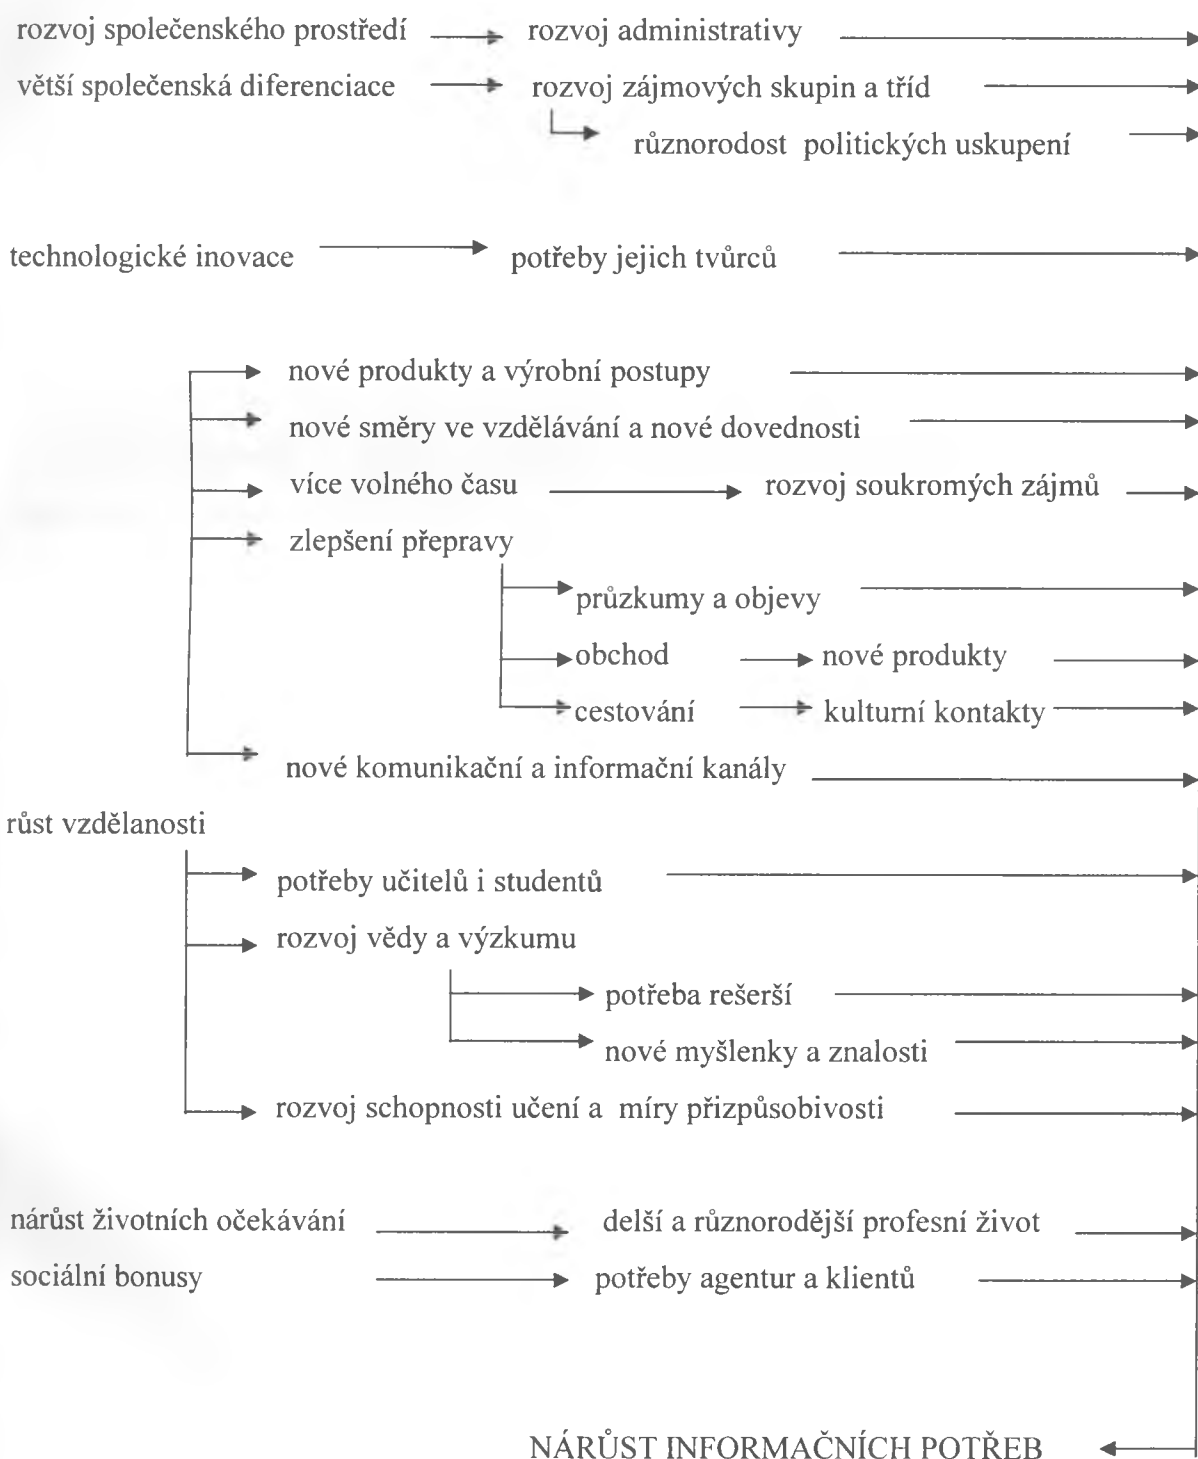 rozvoj společenského prostředí rozvoj administrativy
větší společenská diferenciace rozvoj zájmových skupin a tříd
různorodost politických uskupení
technologické inovace potřeby jejich tvůrců
nové produkty a výrobní postupy
nové směry ve vzdělávání a nové dovednosti
více volného času rozvoj soukromých zájmů
zlepšení přepravy
průzkumy a objevy
obchod nové produkty
cestování kulturní kontakty
nové komunikační a informační kanály
růst vzdělanosti
potřeby učitelů i studentů
rozvoj vědy a výzkumu
potřeba rešerší
nové myšlenky a znalosti
rozvoj schopnosti učení a míry přizpůsobivosti
nárůst životních očekávání delší a různorodější profesní život
sociální bonusy potřeby agentur a klientů
NÁRŮST INFORMAČNÍCH POTŘEB